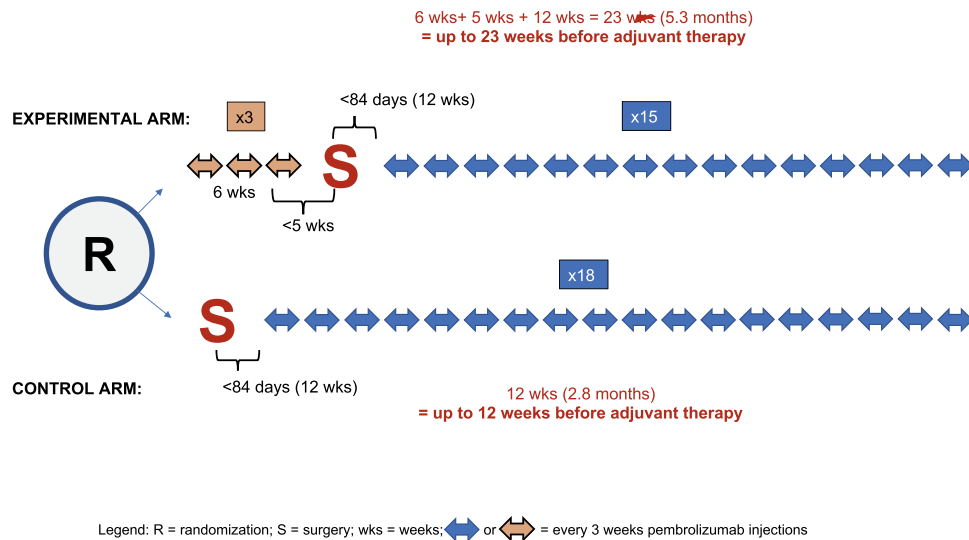 6 wks+ 5 wks + 12 wks = 23 wks (5.3 months)
= up to 23 weeks before adjuvant therapy
<84 days (12 wks)
EXPERIMENTAL ARM:
x3
x15
S
6 wks
<5 wks
R
x18
S
<84 days (12 wks)
CONTROL ARM:
12 wks (2.8 months)
= up to 12 weeks before adjuvant therapy
Legend: R = randomization; S = surgery; wks = weeks; or = every 3 weeks pembrolizumab injections